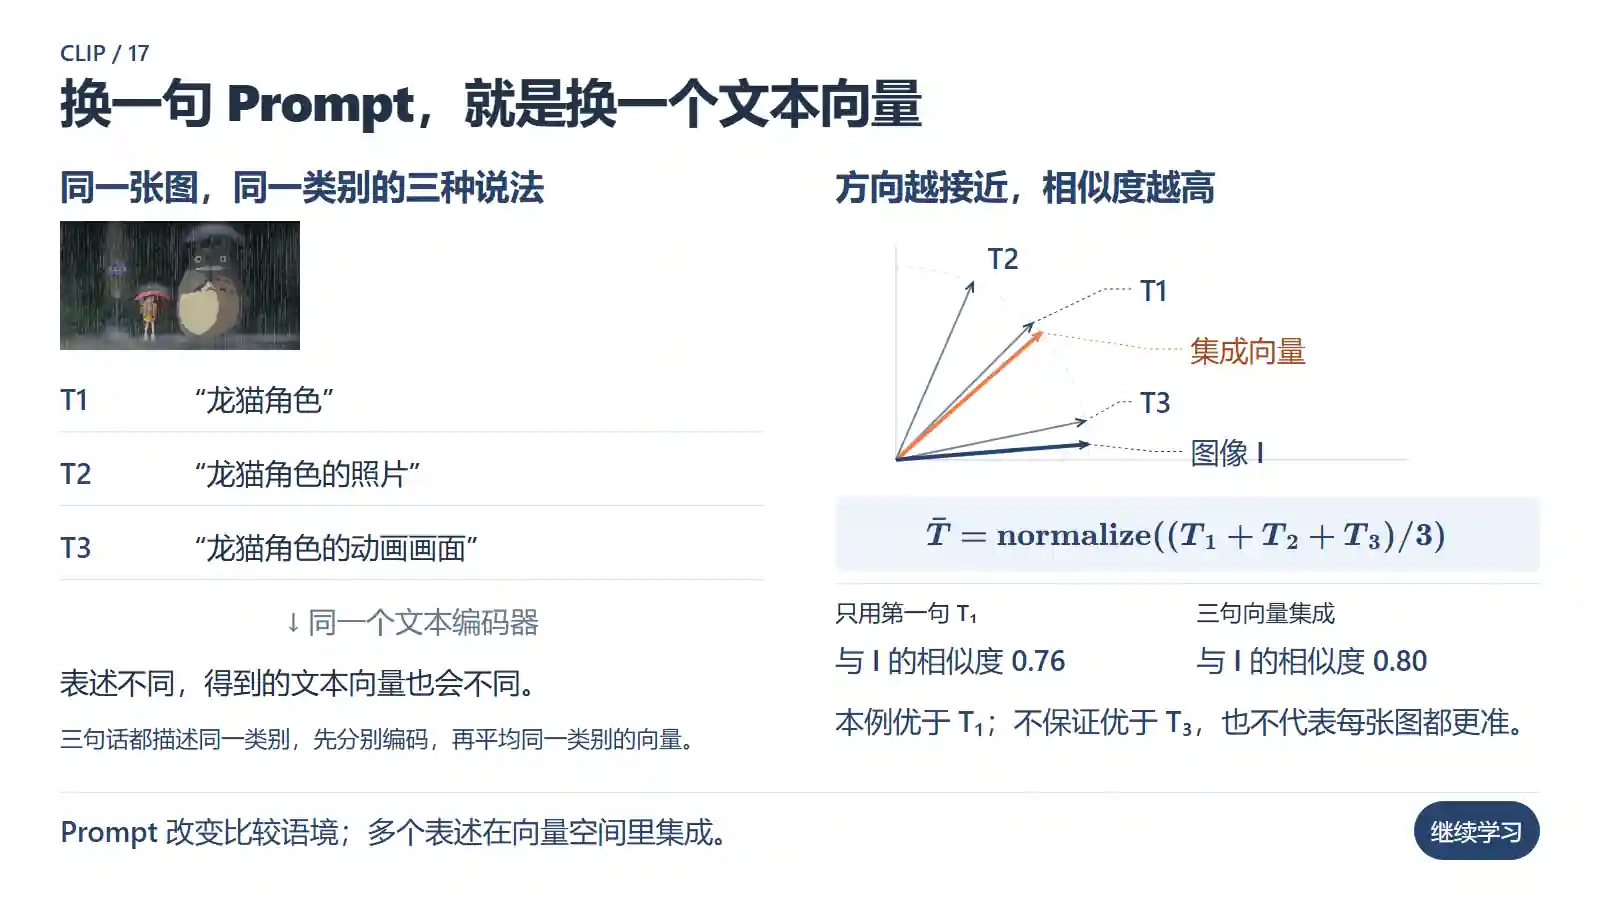 CLIP / 17
换一句 Prompt，就是换一个文本向量
同一张图，同一类别的三种说法
T1 “龙猫角色”
T2 “龙猫角色的照片”
T3 “龙猫角色的动画画面”
↓ 同一个文本编码器
表述不同，得到的文本向量也会不同。
三句话都描述同一类别，先分别编码，再平均同一类别的向量。
方向越接近，相似度越高
T2
T1
集成向量
T3
图像 I
T̄ = normalize((T₁ + T₂ + T₃)/3)
只用第一句 T₁
与 I 的相似度 0.76
三句向量集成
与 I 的相似度 0.80
本例优于 T₁；不保证优于 T₃，也不代表每张图都更准。
Prompt 改变比较语境；多个表述在向量空间里集成。
继续学习